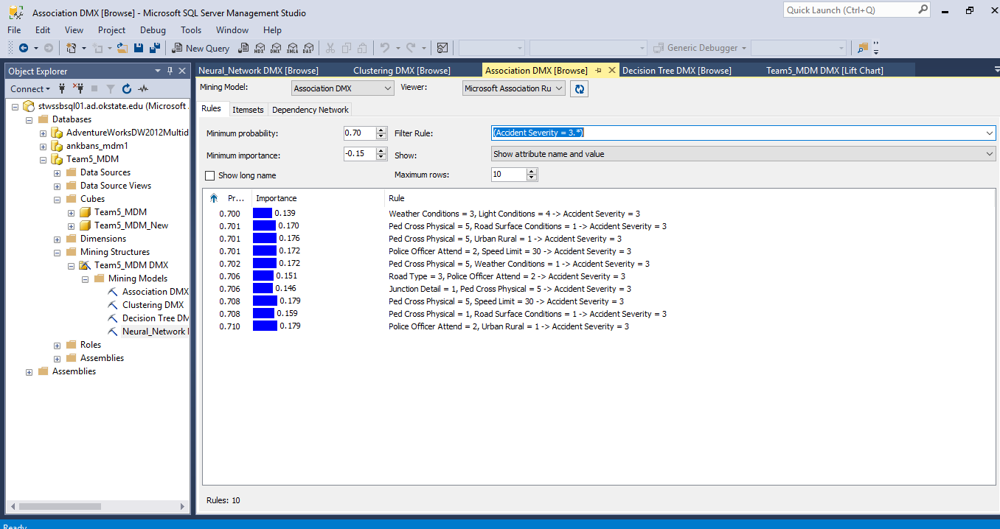 Association DMX [Browse] - Microsoft SQL Server Management Studio
Quick Launch (Ctrl+Q)
File Edit View Project Debug Tools Window Help
New Query MDX DMX XMLA DAX Generic Debugger
Object Explorer
Connect
stwssbsql01.ad.okstate.edu (Microsoft
Databases
AdventureWorksDW2012Multid
ankbans_mdm1
Team5_MDM
Data Sources
Data Source Views
Cubes
Team5_MDM
Team5_MDM_New
Dimensions
Mining Structures
Team5_MDM DMX
Mining Models
Association DMX
Clustering DMX
Decision Tree DM
Neural_Network
Roles
Assemblies
Assemblies
Neural_Network DMX [Browse] Clustering DMX [Browse] Association DMX [Browse] Decision Tree DMX [Browse] Team5_MDM DMX [Lift Chart]
Mining Model: Association DMX Viewer: Microsoft Association Ru
Rules Itemsets Dependency Network
Minimum probability: 0.70 Filter Rule: (Accident Severity = 3.*)
Minimum importance: -0.15 Show: Show attribute name and value
Show long name Maximum rows: 10
Pr... Importance Rule
0.700 0.139 Weather Conditions = 3, Light Conditions = 4 -> Accident Severity = 3
0.701 0.170 Ped Cross Physical = 5, Road Surface Conditions = 1 -> Accident Severity = 3
0.701 0.176 Ped Cross Physical = 5, Urban Rural = 1 -> Accident Severity = 3
0.701 0.172 Police Officer Attend = 2, Speed Limit = 30 -> Accident Severity = 3
0.702 0.172 Ped Cross Physical = 5, Weather Conditions = 1 -> Accident Severity = 3
0.706 0.151 Road Type = 3, Police Officer Attend = 2 -> Accident Severity = 3
0.706 0.146 Junction Detail = 1, Ped Cross Physical = 5 -> Accident Severity = 3
0.708 0.179 Ped Cross Physical = 5, Speed Limit = 30 -> Accident Severity = 3
0.708 0.159 Ped Cross Physical = 1, Road Surface Conditions = 1 -> Accident Severity = 3
0.710 0.179 Police Officer Attend = 2, Urban Rural = 1 -> Accident Severity = 3
Rules: 10
Ready